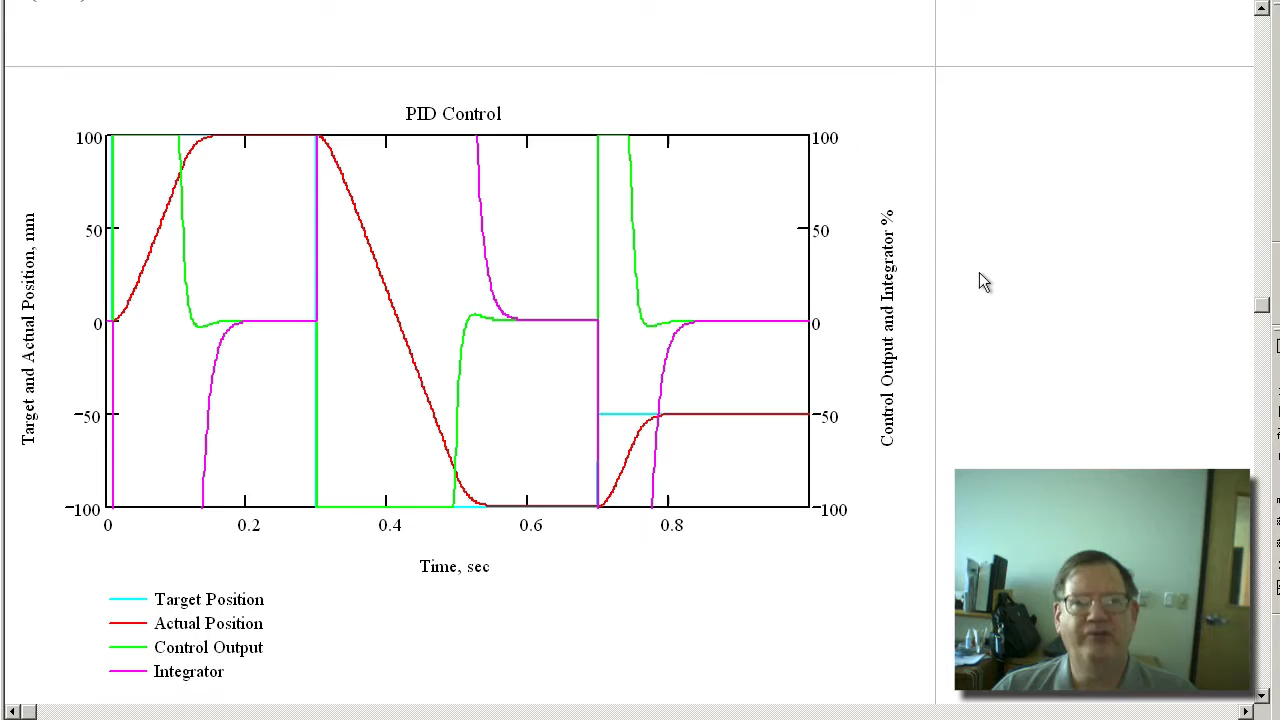 PID Control
100
50
0
−50
−100
Target and Actual Position, mm
100
50
0
−50
−100
Control Output and Integrator %
0
0.2
0.4
0.6
0.8
Time, sec
Target Position
Actual Position
Control Output
Integrator